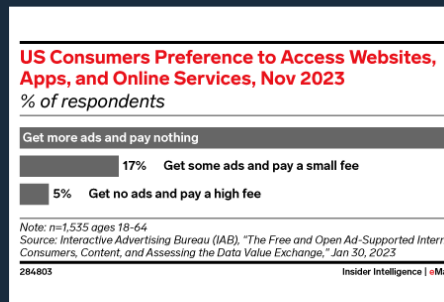 US Consumers Preference to Access Websites,
Apps, and Online Services, Nov 2023
% of respondents
Get more ads and pay nothing
17% Get some ads and pay a small fee
5% Get no ads and pay a high fee
Note: n=1,535 ages 18-64
Source: Interactive Advertising Bureau (IAB), "The Free and Open Ad-Supported
Consumers, Content, and Assessing the Data Value Exchange," Jan 30, 2023
284803 Insider Intelligence |